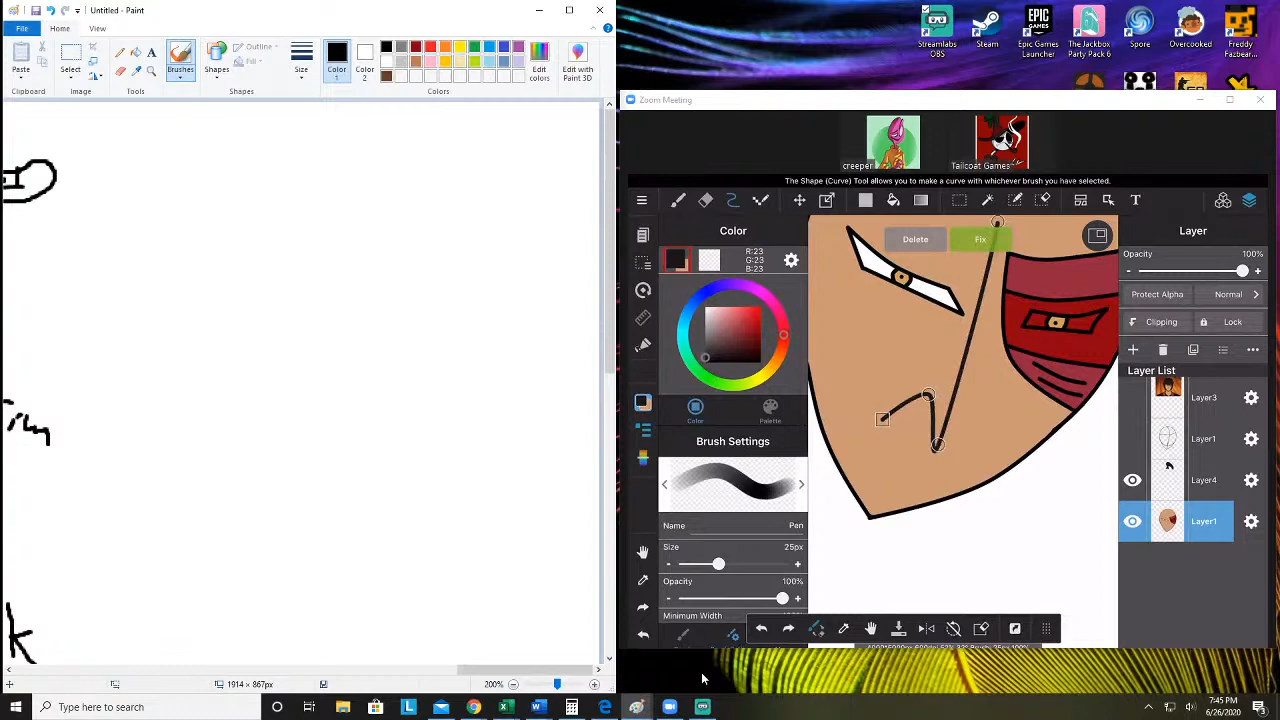 Untitled - Paint
File
Home
View
Paste
Select
Brushes
Shapes
Outline
Fill
Size
Color
1
Color
Edit
colors
Edit with
Paint 3D
Clipboard
Image
Tools
Shapes
Colors
k
1914 × 867px
200%
Streamlabs
OBS
Steam
Epic Games
Launcher
The Jackbox
Party Pack 6
Spore
Overcooked
Freddy
Fazbear...
Zoom Meeting
creeper
Tailcoat Games
The Shape (Curve) Tool allows you to make a curve with whichever brush you have selected.
T
Color
R:23
G:23
B:23
Color
Palette
Brush Settings
Name
Pen
Size
25px
Opacity
100%
Minimum Width
Delete
Fix
Layer
Opacity
100%
Protect Alpha
Normal
Clipping
Lock
Layer List
Layer3
Layer1
Layer4
Layer1
Type here to search
7:45 PM
6/26/2020